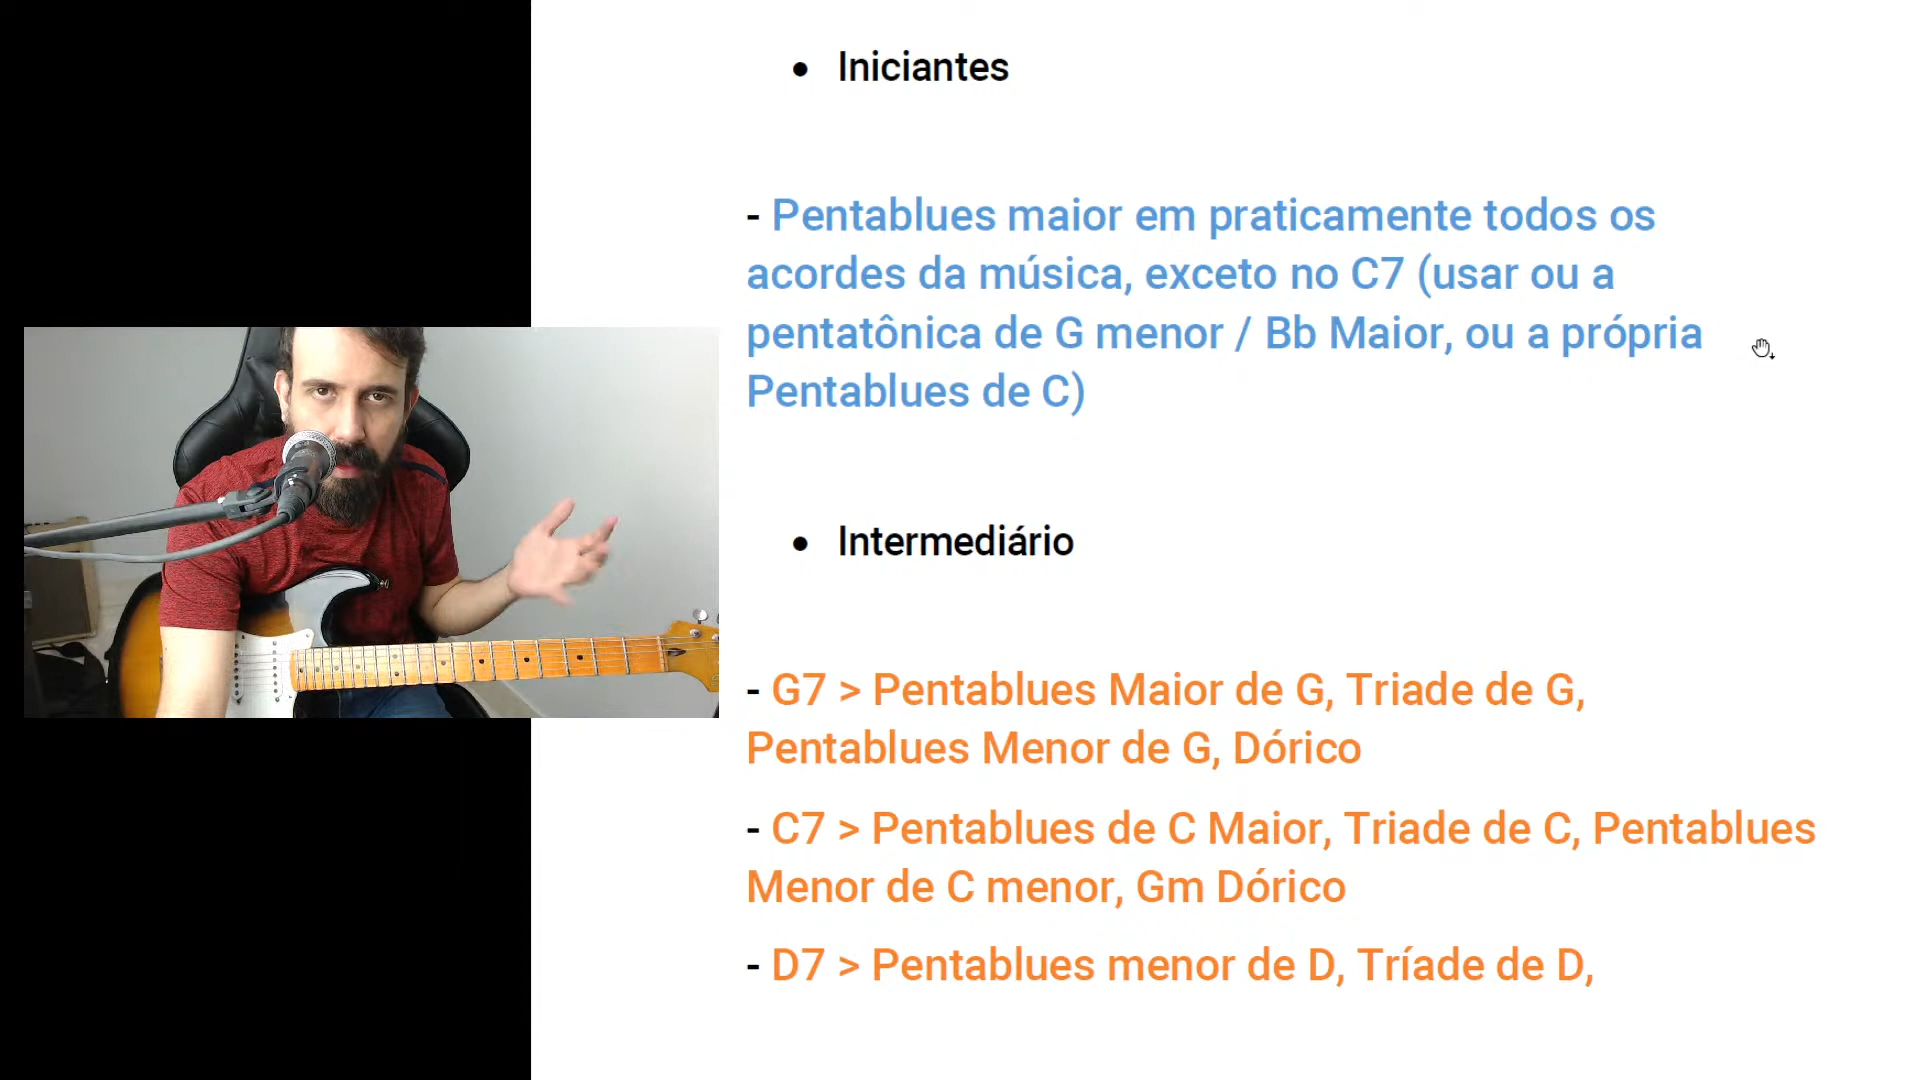 • Iniciantes
- Pentablues maior em praticamente todos os
acordes da música, exceto no C7 (usar ou a
pentatônica de G menor / Bb Maior, ou a própria
Pentablues de C)
• Intermediário
- G7 > Pentablues Maior de G, Triade de G,
Pentablues Menor de G, Dórico
- C7 > Pentablues de C Maior, Triade de C, Pentablues
Menor de C menor, Gm Dórico
- D7 > Pentablues menor de D, Tríade de D,